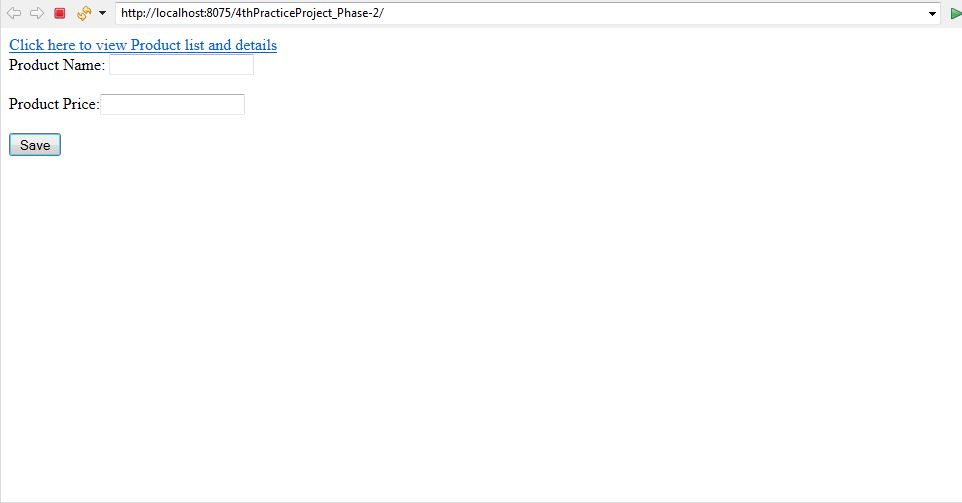 http://localhost:8075/4thPracticeProject_Phase-2/
Click here to view Product list and details
Product Name:
Product Price:
Save